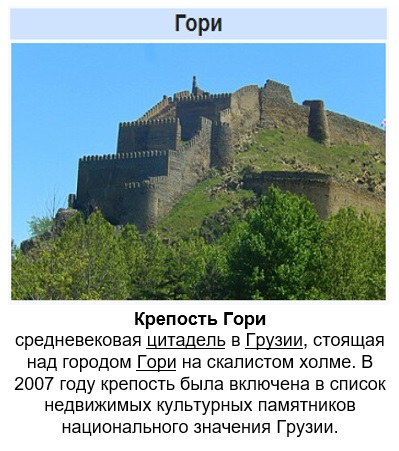 Гори
Крепость Гори
средневековая цитадель в Грузии, стоящая
над городом Гори на скалистом холме. В
2007 году крепость была включена в список
недвижимых культурных памятников
национального значения Грузии.